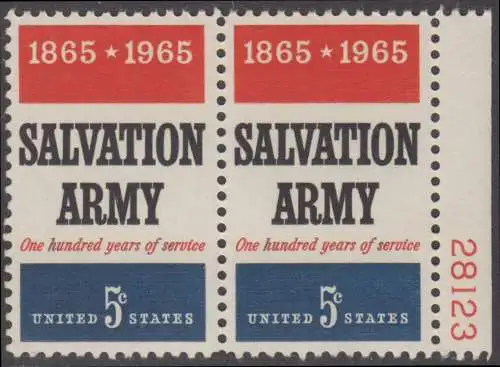 1865 ★ 1965
SALVATION
ARMY
One hundred years of service
5c
UNITED STATES
1865 ★ 1965
SALVATION
ARMY
One hundred years of service
5c
UNITED STATES
28123